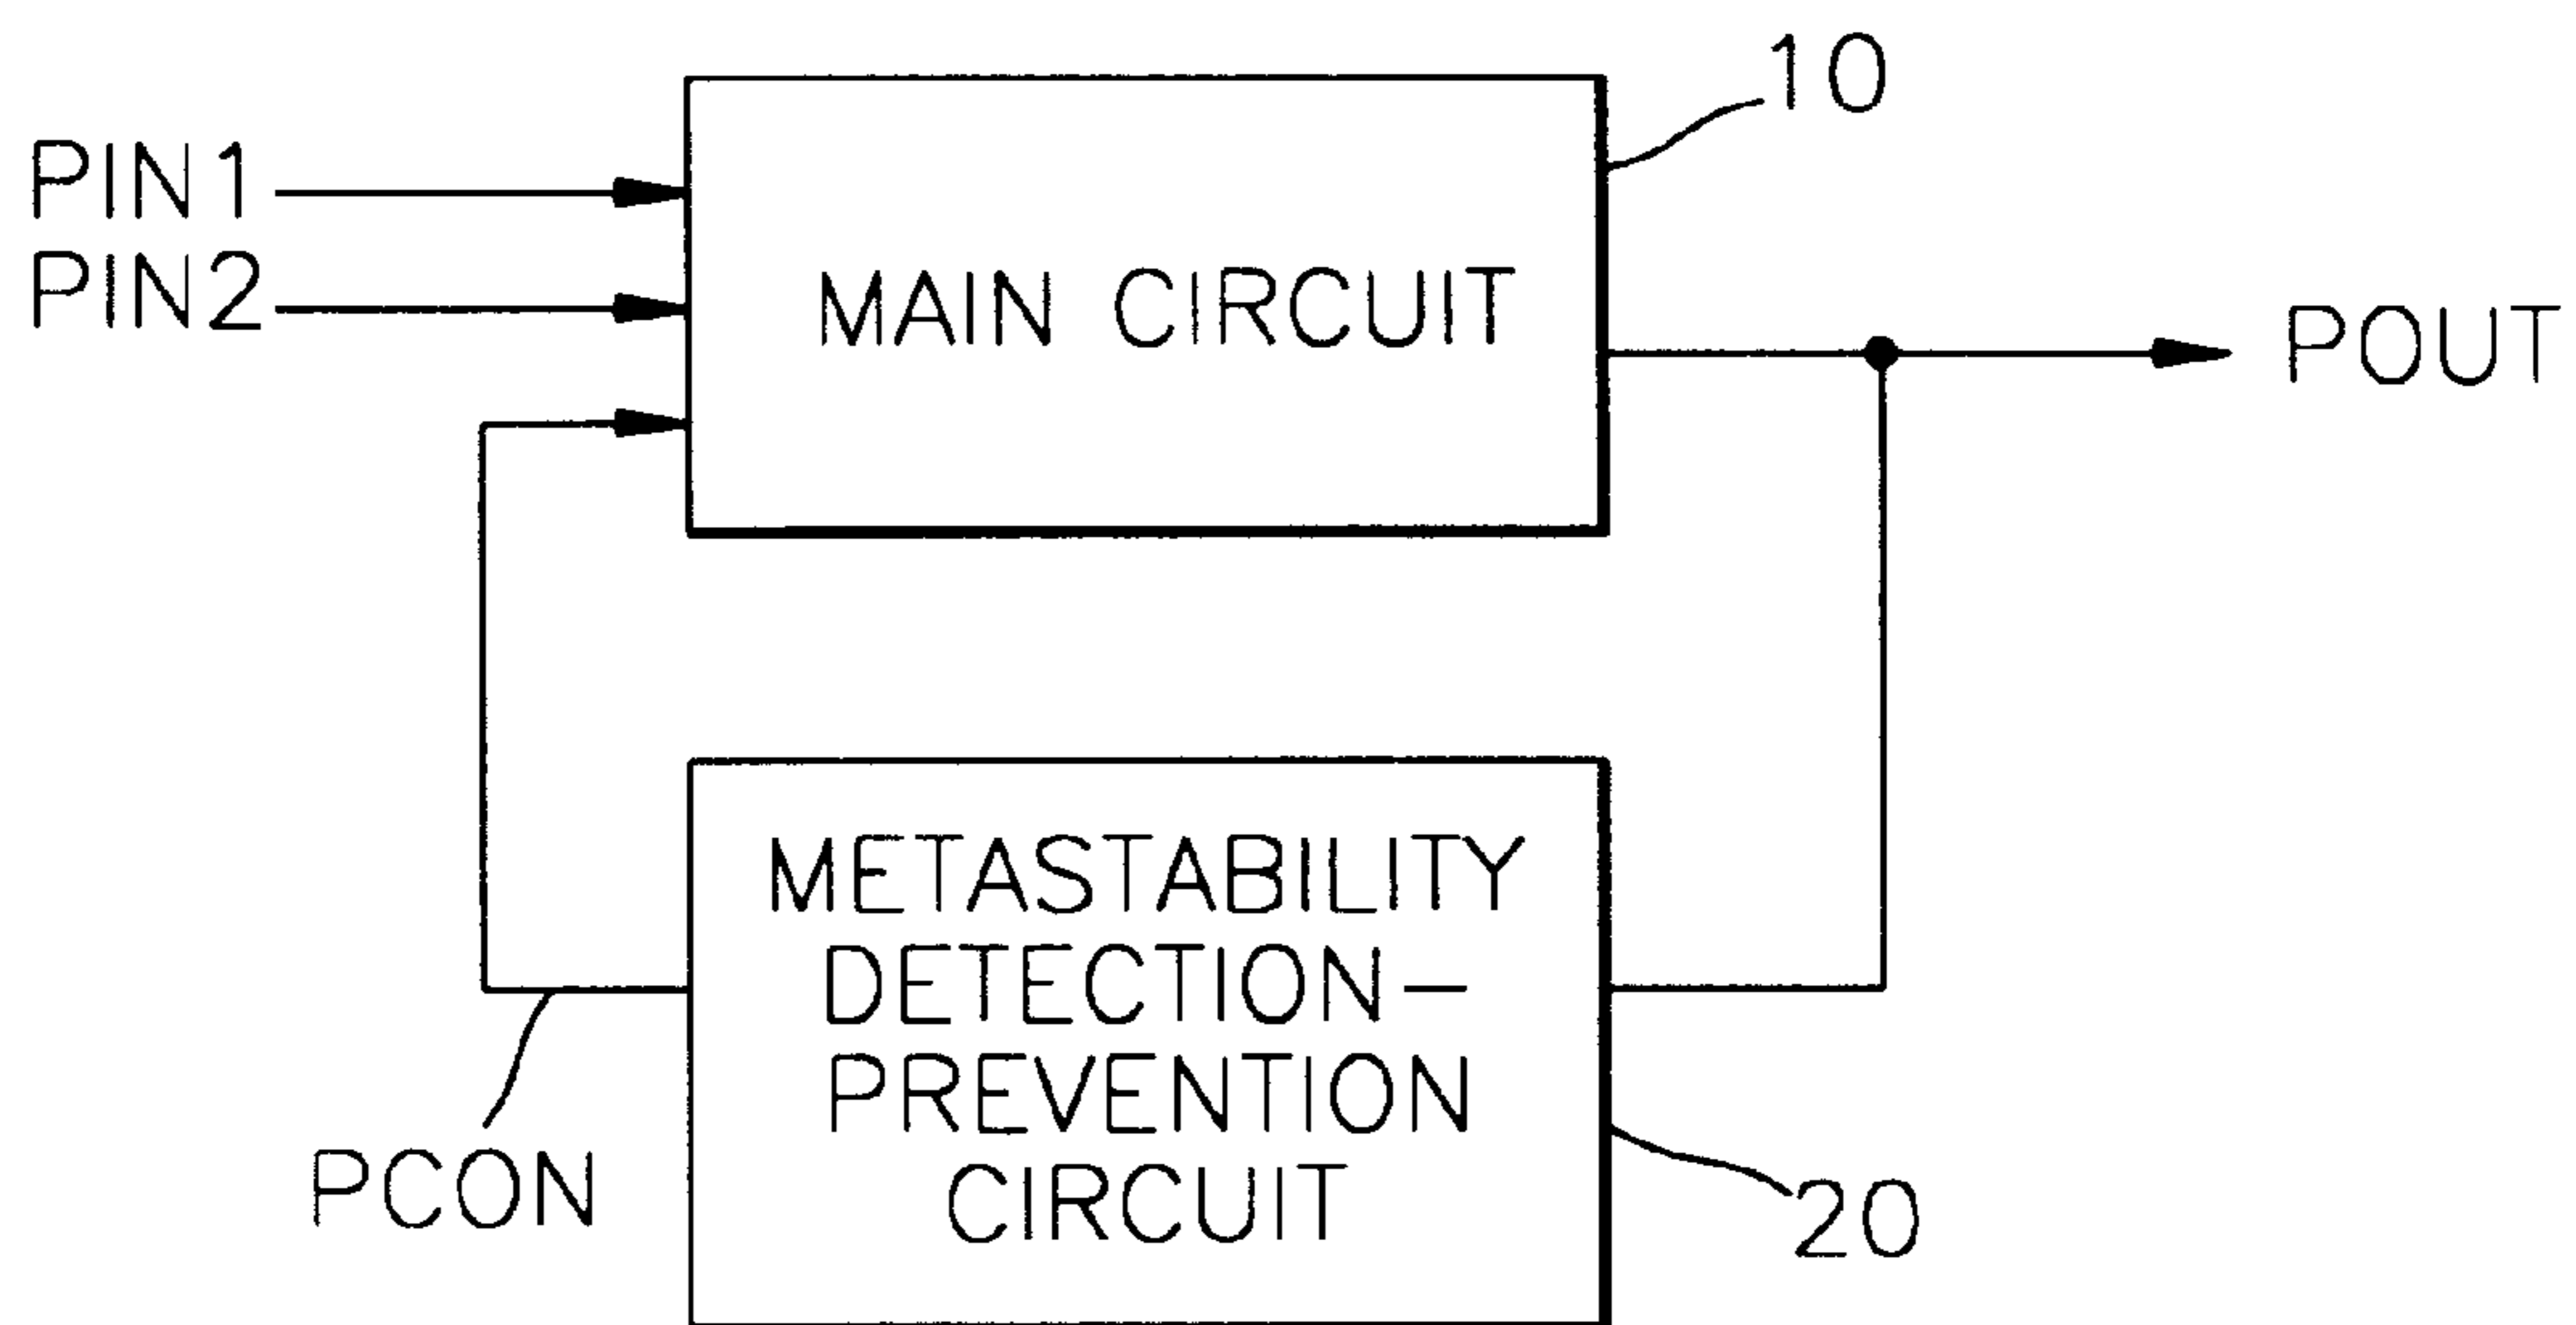 10
PIN1
PIN2
MAIN CIRCUIT
POUT
METASTABILITY
DETECTION-
PREVENTION
CIRCUIT
PCON
20